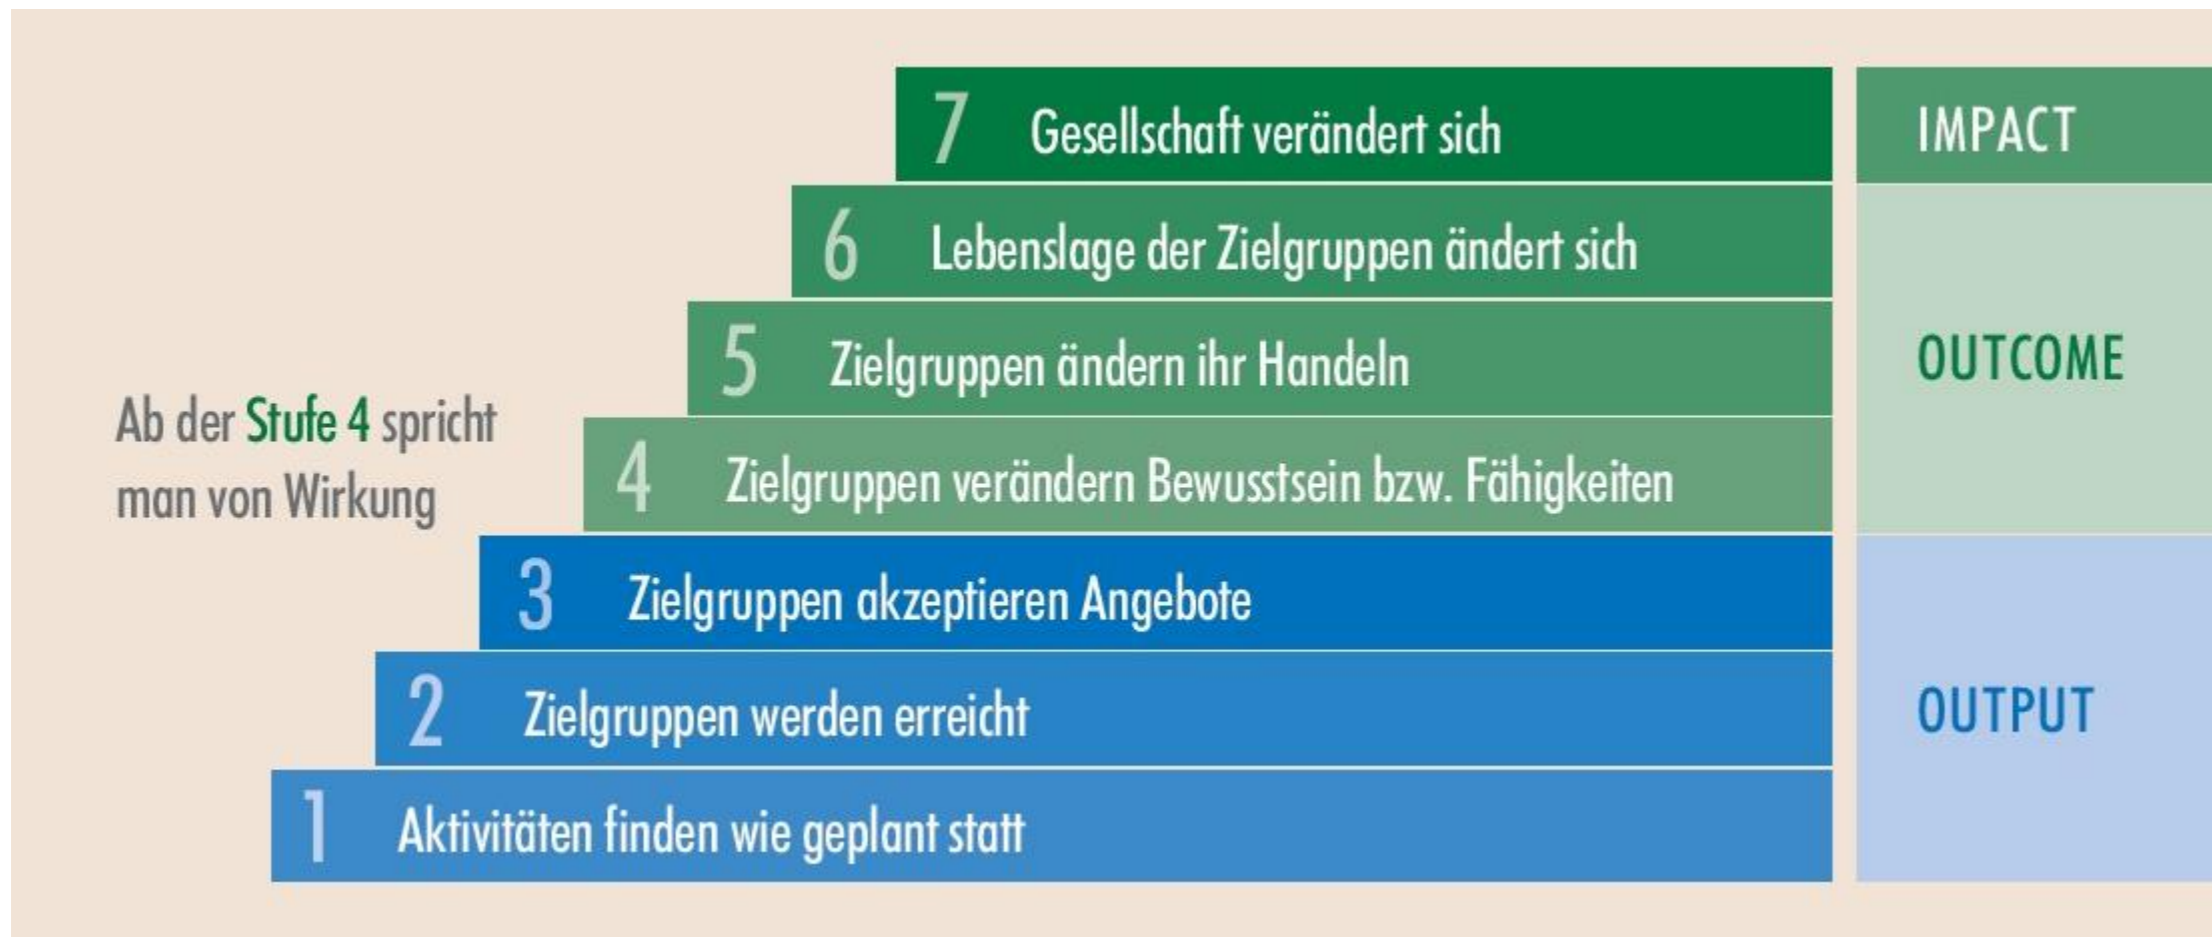 7 Gesellschaft verändert sich
IMPACT
6 Lebenslage der Zielgruppen ändert sich
5 Zielgruppen ändern ihr Handeln
OUTCOME
Ab der Stufe 4 spricht
man von Wirkung
4 Zielgruppen verändern Bewusstsein bzw. Fähigkeiten
3 Zielgruppen akzeptieren Angebote
2 Zielgruppen werden erreicht
OUTPUT
1 Aktivitäten finden wie geplant statt